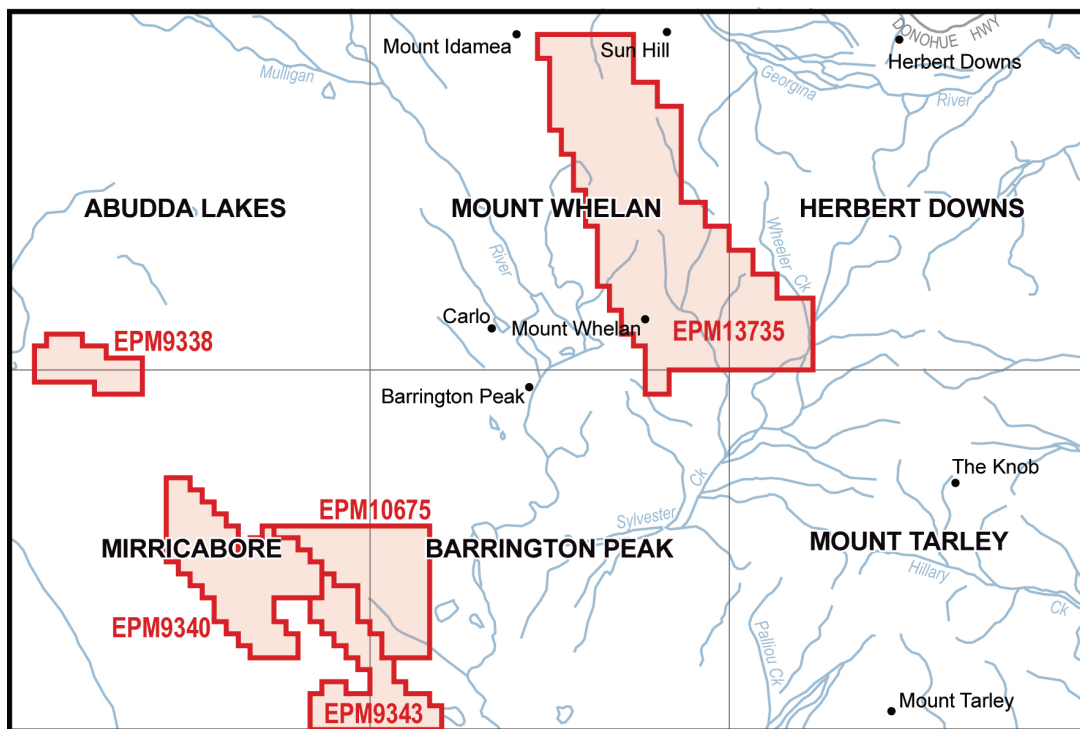 Mount Idamea
Sun Hill
DONOHUE HWY
Herbert Downs
Mulligan
Georgina
River
ABUDDA LAKES
MOUNT WHELAN
HERBERT DOWNS
River
Wheeler Ck
Carlo
Mount Whelan
EPM13735
EPM9338
Barrington Peak
The Knob
Ck
EPM10675
Sylvester
MIRRICABORE
BARRINGTON PEAK
MOUNT TARLEY
Hillary
Ck
EPM9340
Palliou Ck
EPM9343
Mount Tarley